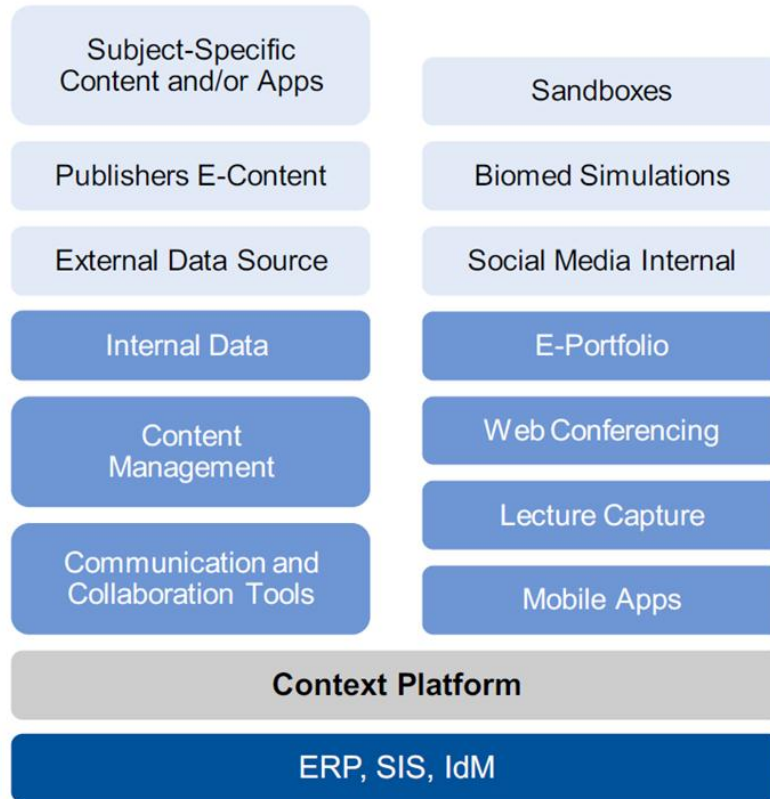 Subject-Specific
Content and/or Apps
Publishers E-Content
External Data Source
Internal Data
Content
Management
Communication and
Collaboration Tools
Sandboxes
Biomed Simulations
Social Media Internal
E-Portfolio
Web Conferencing
Lecture Capture
Mobile Apps
Context Platform
ERP, SIS, IdM